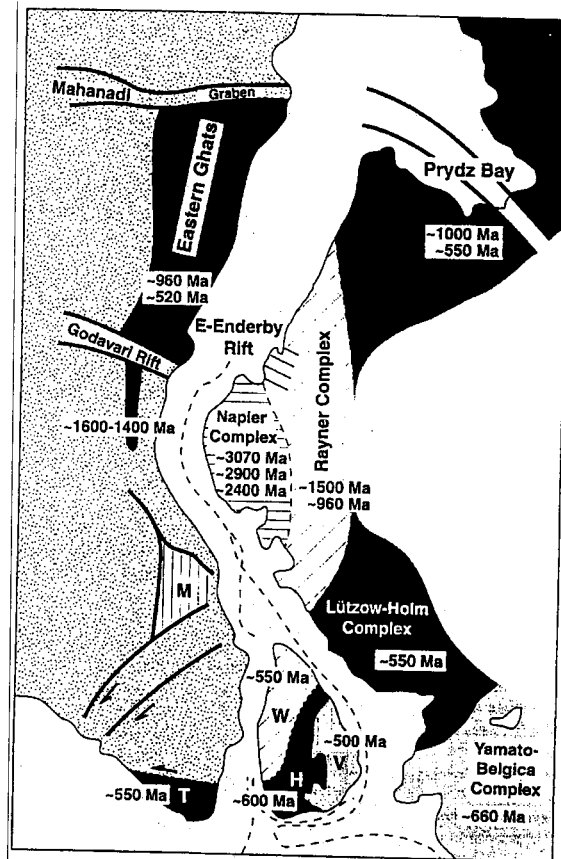 Mahanadi
Graben
Eastern Ghats
Prydz Bay
~1000 Ma
~550 Ma
~960 Ma
~520 Ma
E-Enderby
Rift
Godavari Rift
Rayner Complex
Napier
Complex
~3070 Ma
~2900 Ma
~2400 Ma
~1600-1400 Ma
~1500 Ma
~960 Ma
M
Lützow-Holm
Complex
~550 Ma
~550 Ma
W
~500 Ma
V
H
~600 Ma
~550 Ma
T
Yamato-
Belgica
Complex
~660 Ma